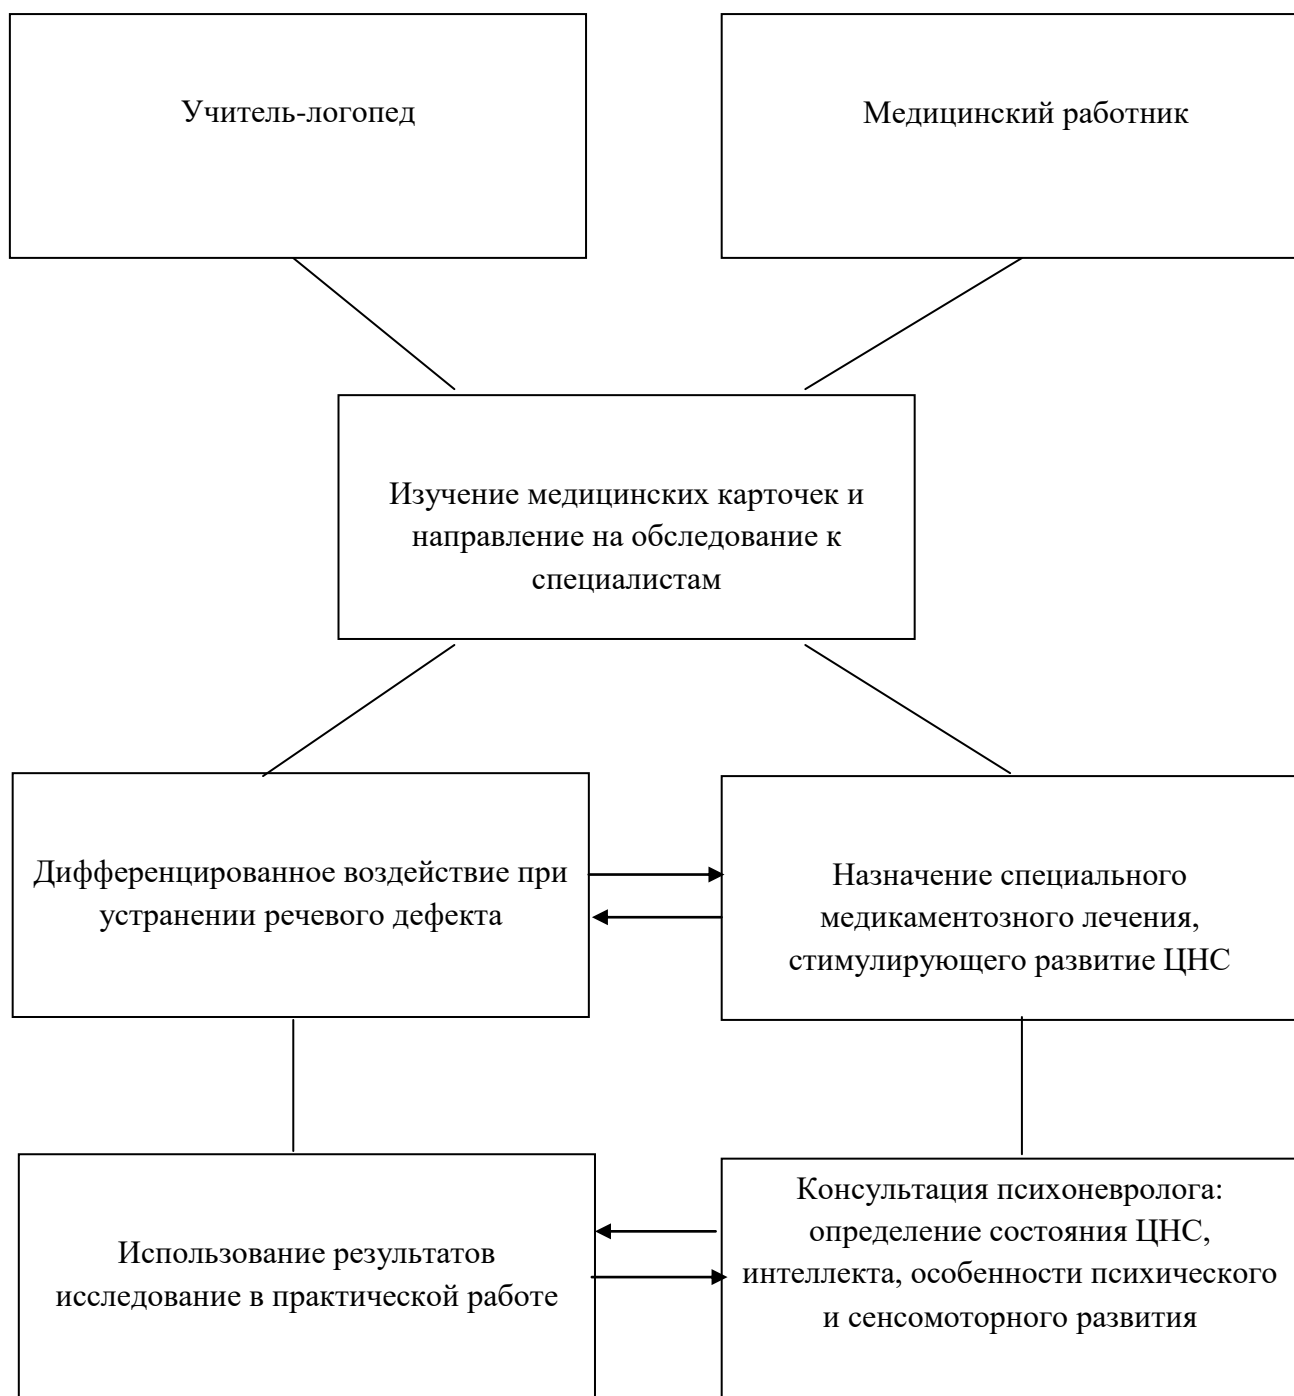 Учитель-логопед
Медицинский работник
Изучение медицинских карточек и
направление на обследование к
специалистам
Дифференцированное воздействие при
устранении речевого дефекта
Назначение специального
медикаментозного лечения,
стимулирующего развитие ЦНС
Использование результатов
исследование в практической работе
Консультация психоневролога:
определение состояния ЦНС,
интеллекта, особенности психического
и сенсомоторного развития